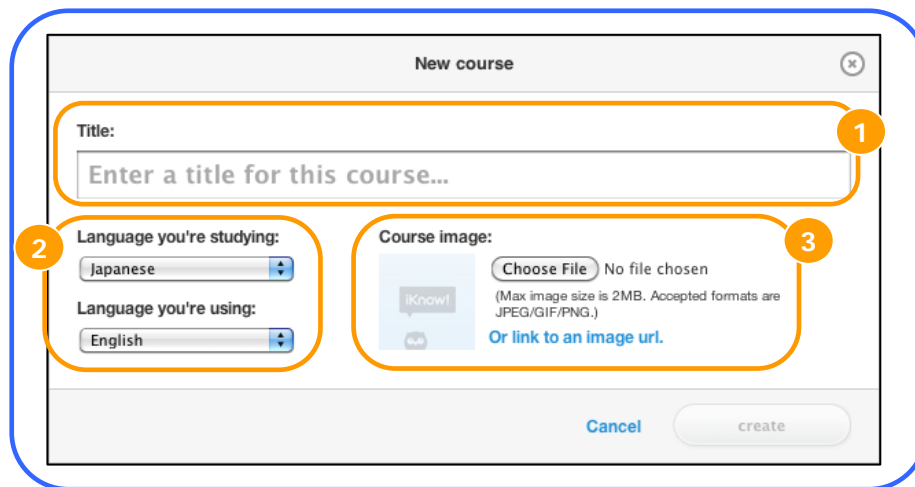 New course
1
Title:
Enter a title for this course...
2
Language you're studying:
Japanese
Language you're using:
English
3
Course image:
iKnow!
Choose File No file chosen
(Max image size is 2MB. Accepted formats are
JPEG/GIF/PNG.)
Or link to an image url.
Cancel
create